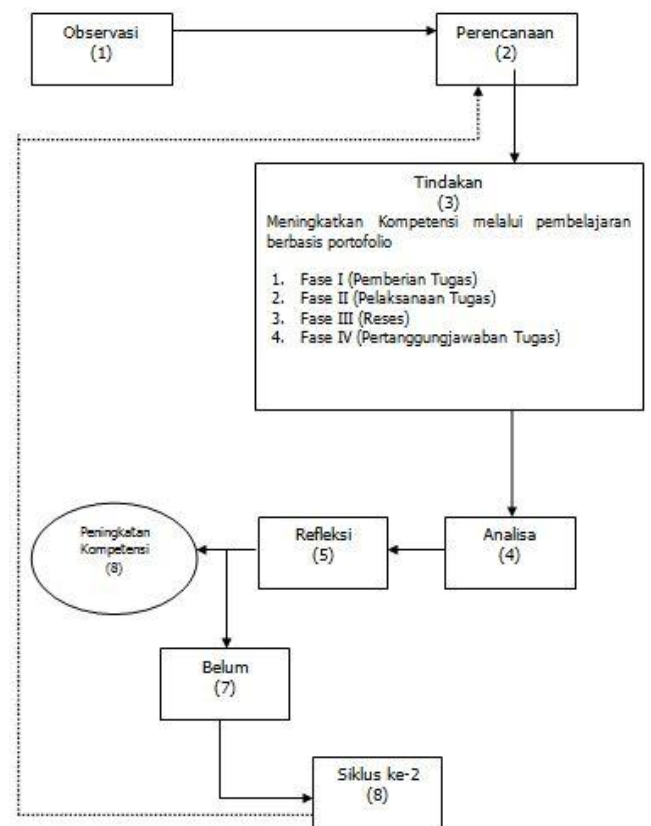 Observasi
(1)
Perencanaan
(2)
Tindakan
(3)
Meningkatkan Kompetensi melalui pembelajaran
berbasis portofolio
1. Fase I (Pemberian Tugas)
2. Fase II (Pelaksanaan Tugas)
3. Fase III (Reses)
4. Fase IV (Pertanggungjawaban Tugas)
Peningkatan
Kompetensi
(8)
Refleksi
(5)
Analisa
(4)
Belum
(7)
Siklus ke-2
(8)